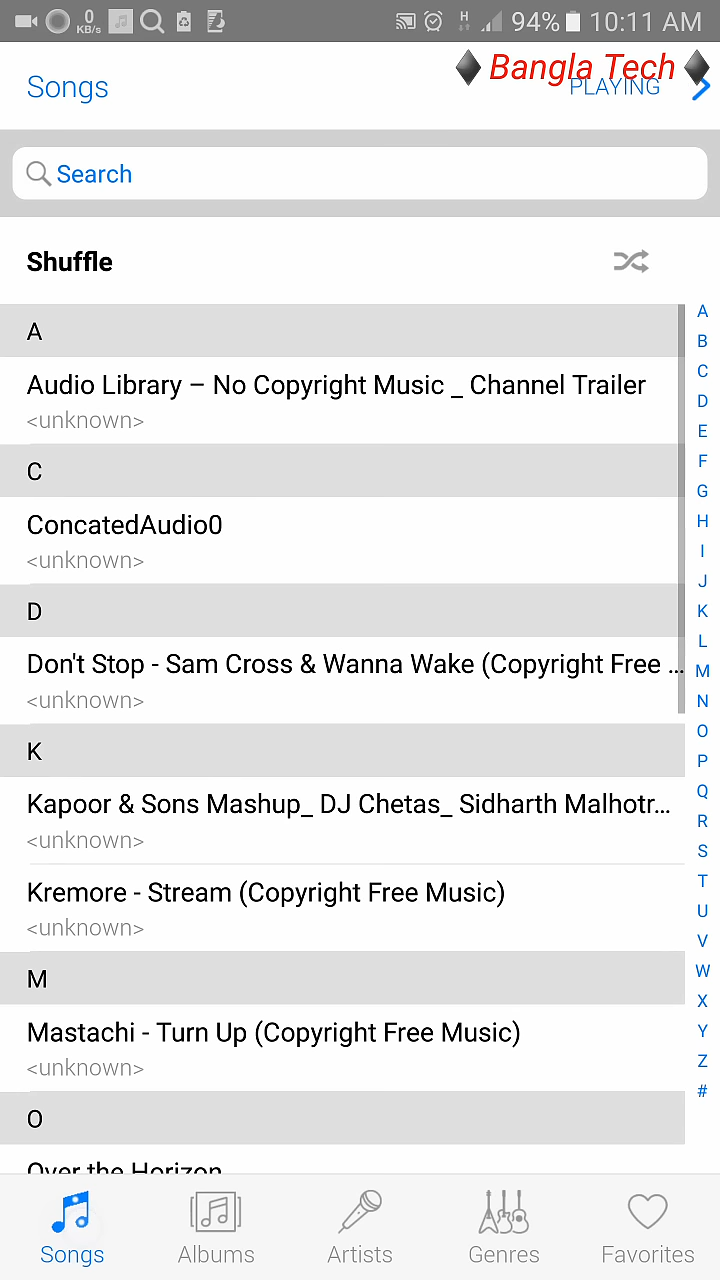 0 KB/s H 94% 10:11 AM
Bangla Tech
Songs PLAYING
Search
Shuffle
A
Audio Library – No Copyright Music _ Channel Trailer
<unknown>
C
ConcatedAudio0
<unknown>
D
Don't Stop - Sam Cross & Wanna Wake (Copyright Free ...
<unknown>
K
Kapoor & Sons Mashup_ DJ Chetas_ Sidharth Malhotr...
<unknown>
Kremore - Stream (Copyright Free Music)
<unknown>
M
Mastachi - Turn Up (Copyright Free Music)
<unknown>
O
Over the Horizon
A
B
C
D
E
F
G
H
I
J
K
L
M
N
O
P
Q
R
S
T
U
V
W
X
Y
Z
#
Songs Albums Artists Genres Favorites